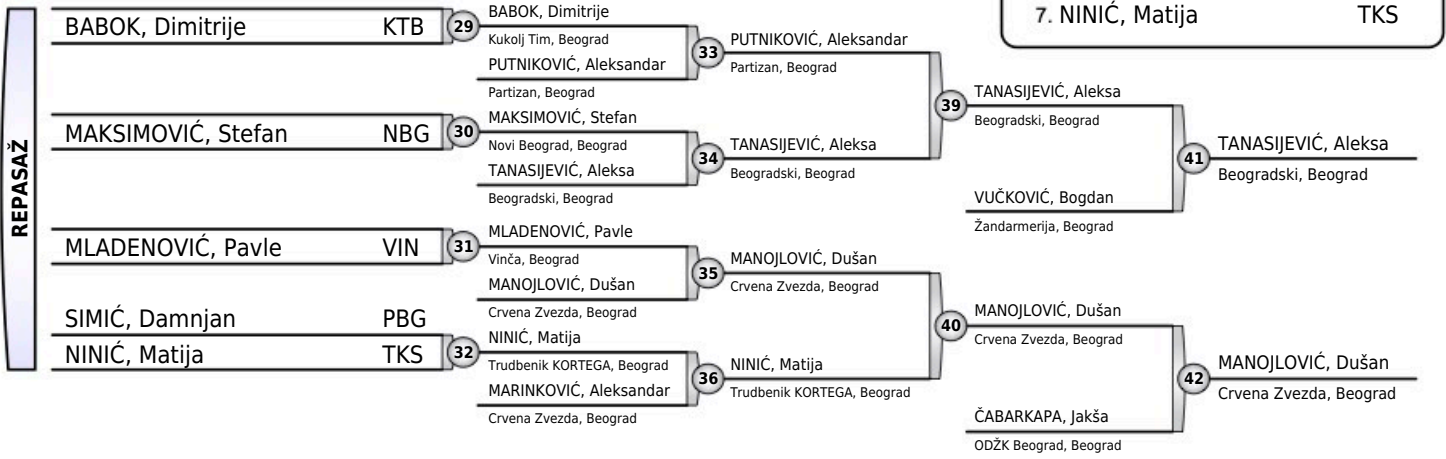 REPASAŽ
BABOK, Dimitrije KTB
MAKSIMOVIĆ, Stefan NBG
MLADENOVIĆ, Pavle VIN
SIMIĆ, Damnjan PBG
NINIĆ, Matija TKS
29
30
31
32
BABOK, Dimitrije
Kukolj Tim, Beograd
PUTNIKOVIĆ, Aleksandar
Partizan, Beograd
MAKSIMOVIĆ, Stefan
Novi Beograd, Beograd
TANASIJEVIĆ, Aleksa
Beogradski, Beograd
MLADENOVIĆ, Pavle
Vinča, Beograd
MANOJLOVIĆ, Dušan
Crvena Zvezda, Beograd
NINIĆ, Matija
Trudbenik KORTEGA, Beograd
MARINKOVIĆ, Aleksandar
Crvena Zvezda, Beograd
33
34
35
36
PUTNIKOVIĆ, Aleksandar
Partizan, Beograd
TANASIJEVIĆ, Aleksa
Beogradski, Beograd
MANOJLOVIĆ, Dušan
Crvena Zvezda, Beograd
NINIĆ, Matija
Trudbenik KORTEGA, Beograd
39
40
TANASIJEVIĆ, Aleksa
Beogradski, Beograd
VUČKOVIĆ, Bogdan
Žandarmerija, Beograd
MANOJLOVIĆ, Dušan
Crvena Zvezda, Beograd
ČABARKAPA, Jakša
ODŽK Beograd, Beograd
41
42
TANASIJEVIĆ, Aleksa
Beogradski, Beograd
MANOJLOVIĆ, Dušan
Crvena Zvezda, Beograd
7. NINIĆ, Matija TKS